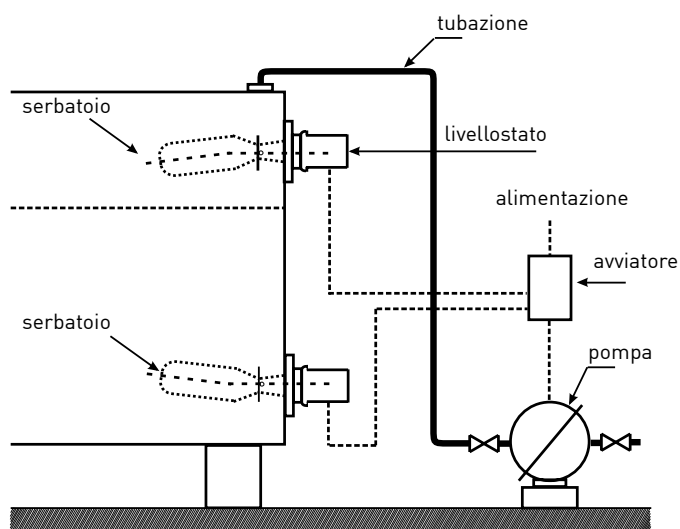 tubazione
serbatoio
livellostato
alimentazione
avviatore
serbatoio
pompa